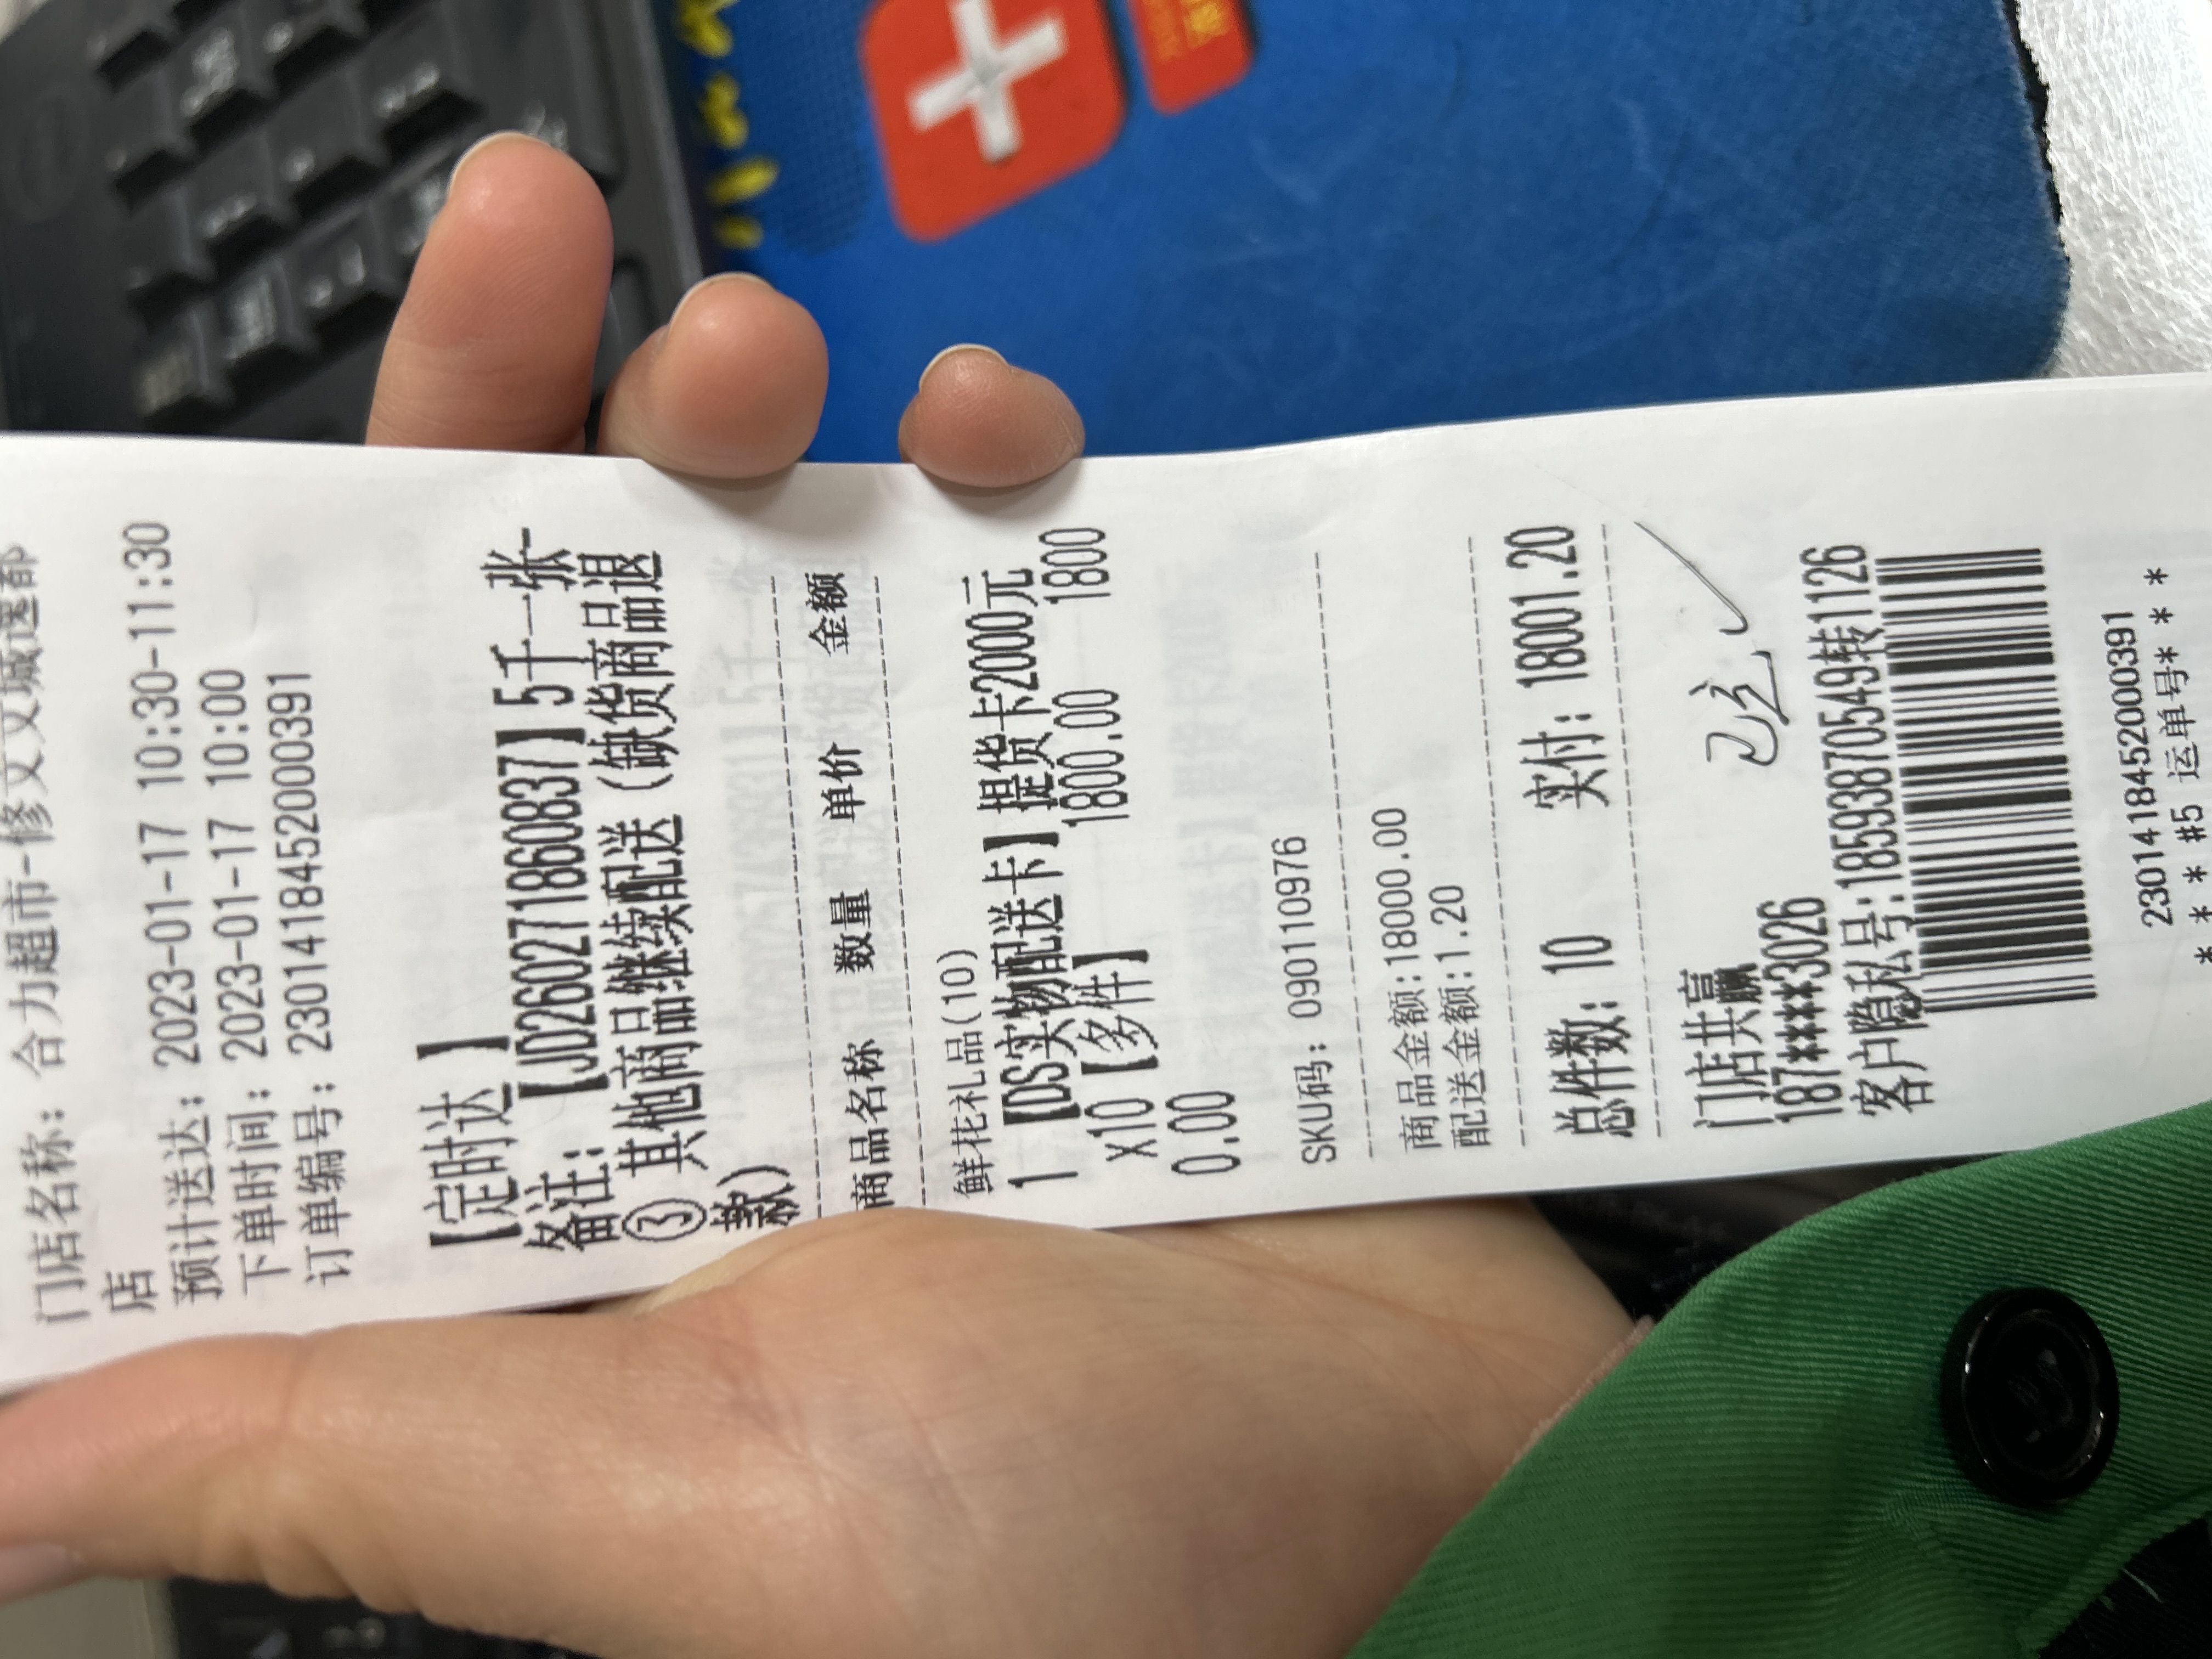 门店名称：合力超市-修文文城逸都
店
预计送达：2023-01-17 10:30-11:30
下单时间：2023-01-17 10:00
订单编号：2301418452000391
【定时达 】
备注：【JD260271860837】5千一张-
③ 其他商品继续配送（缺货商品退
款）
商品名称 数量 单价 金额
鲜花礼品(10)
1 【DS实物配送卡】提货卡2000元
x10【多件】 1800.00 1800
0.00
SKU码：0901109976
商品金额:18000.00
配送金额:1.20
总件数：10 实付：18001.20
已充
门店共赢
187****3026
客户隐私号:18593870549转1126
2301418452000391
* * * #5 运单号* * *